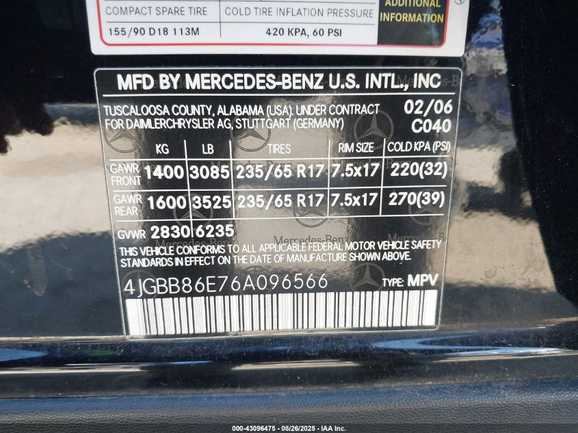 COMPACT SPARE TIRE COLD TIRE INFLATION PRESSURE ADDITIONAL
INFORMATION
155/90 D18 113M 420 KPA, 60 PSI
MFD BY MERCEDES-BENZ U.S. INTL., INC
TUSCALOOSA COUNTY, ALABAMA (USA). UNDER CONTRACT 02/06
FOR DAIMLERCHRYSLER AG, STUTTGART (GERMANY) C040
KG LB TIRES RIM SIZE COLD KPA (PSI)
GAWR FRONT 1400 3085 235/65 R17 7.5x17 220(32)
GAWR REAR 1600 3525 235/65 R17 7.5x17 270(39)
GVWR 2830 6235
THIS VEHICLE CONFORMS TO ALL APPLICABLE FEDERAL MOTOR VEHICLE SAFETY
STANDARDS IN EFFECT ON THE DATE OF MANUFACTURE SHOWN ABOVE.
4JGBB86E76A096566 TYPE: MPV
000-43096475 - 08/26/2025 - IAA Inc.